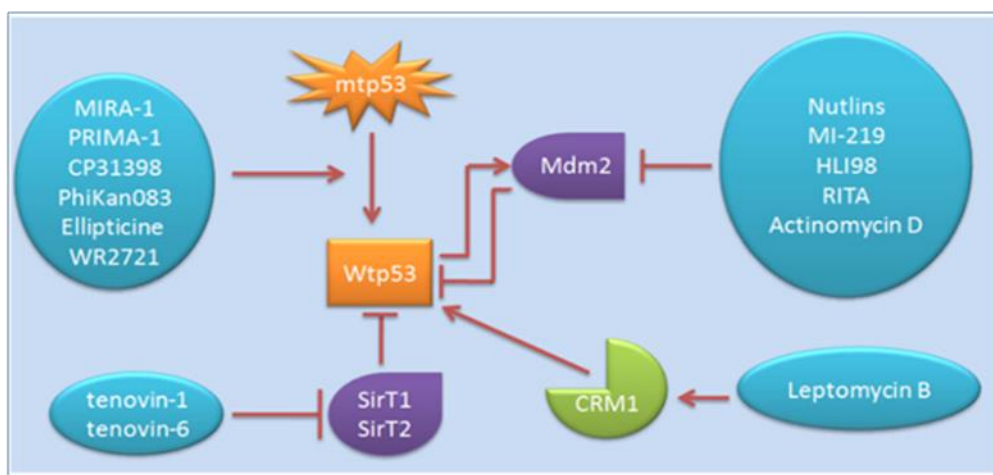 mtp53
MIRA-1
PRIMA-1
CP31398
PhiKan083
Ellipticine
WR2721
Mdm2
Nutlins
MI-219
HLI98
RITA
Actinomycin D
Wtp53
tenovin-1
tenovin-6
SirT1
SirT2
CRM1
Leptomycin B